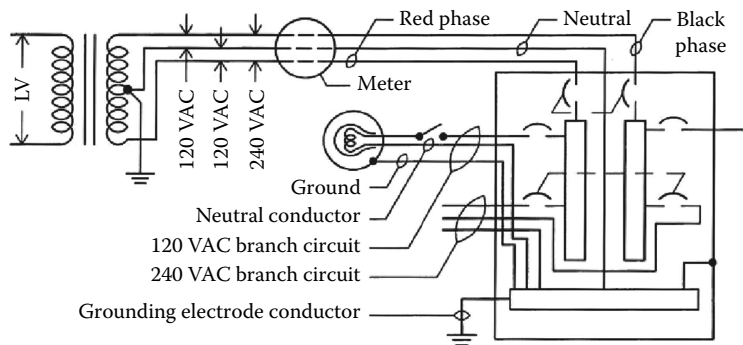 Red phase
Neutral
Black
phase
LV
120 VAC
120 VAC
240 VAC
Meter
Ground
Neutral conductor
120 VAC branch circuit
240 VAC branch circuit
Grounding electrode conductor